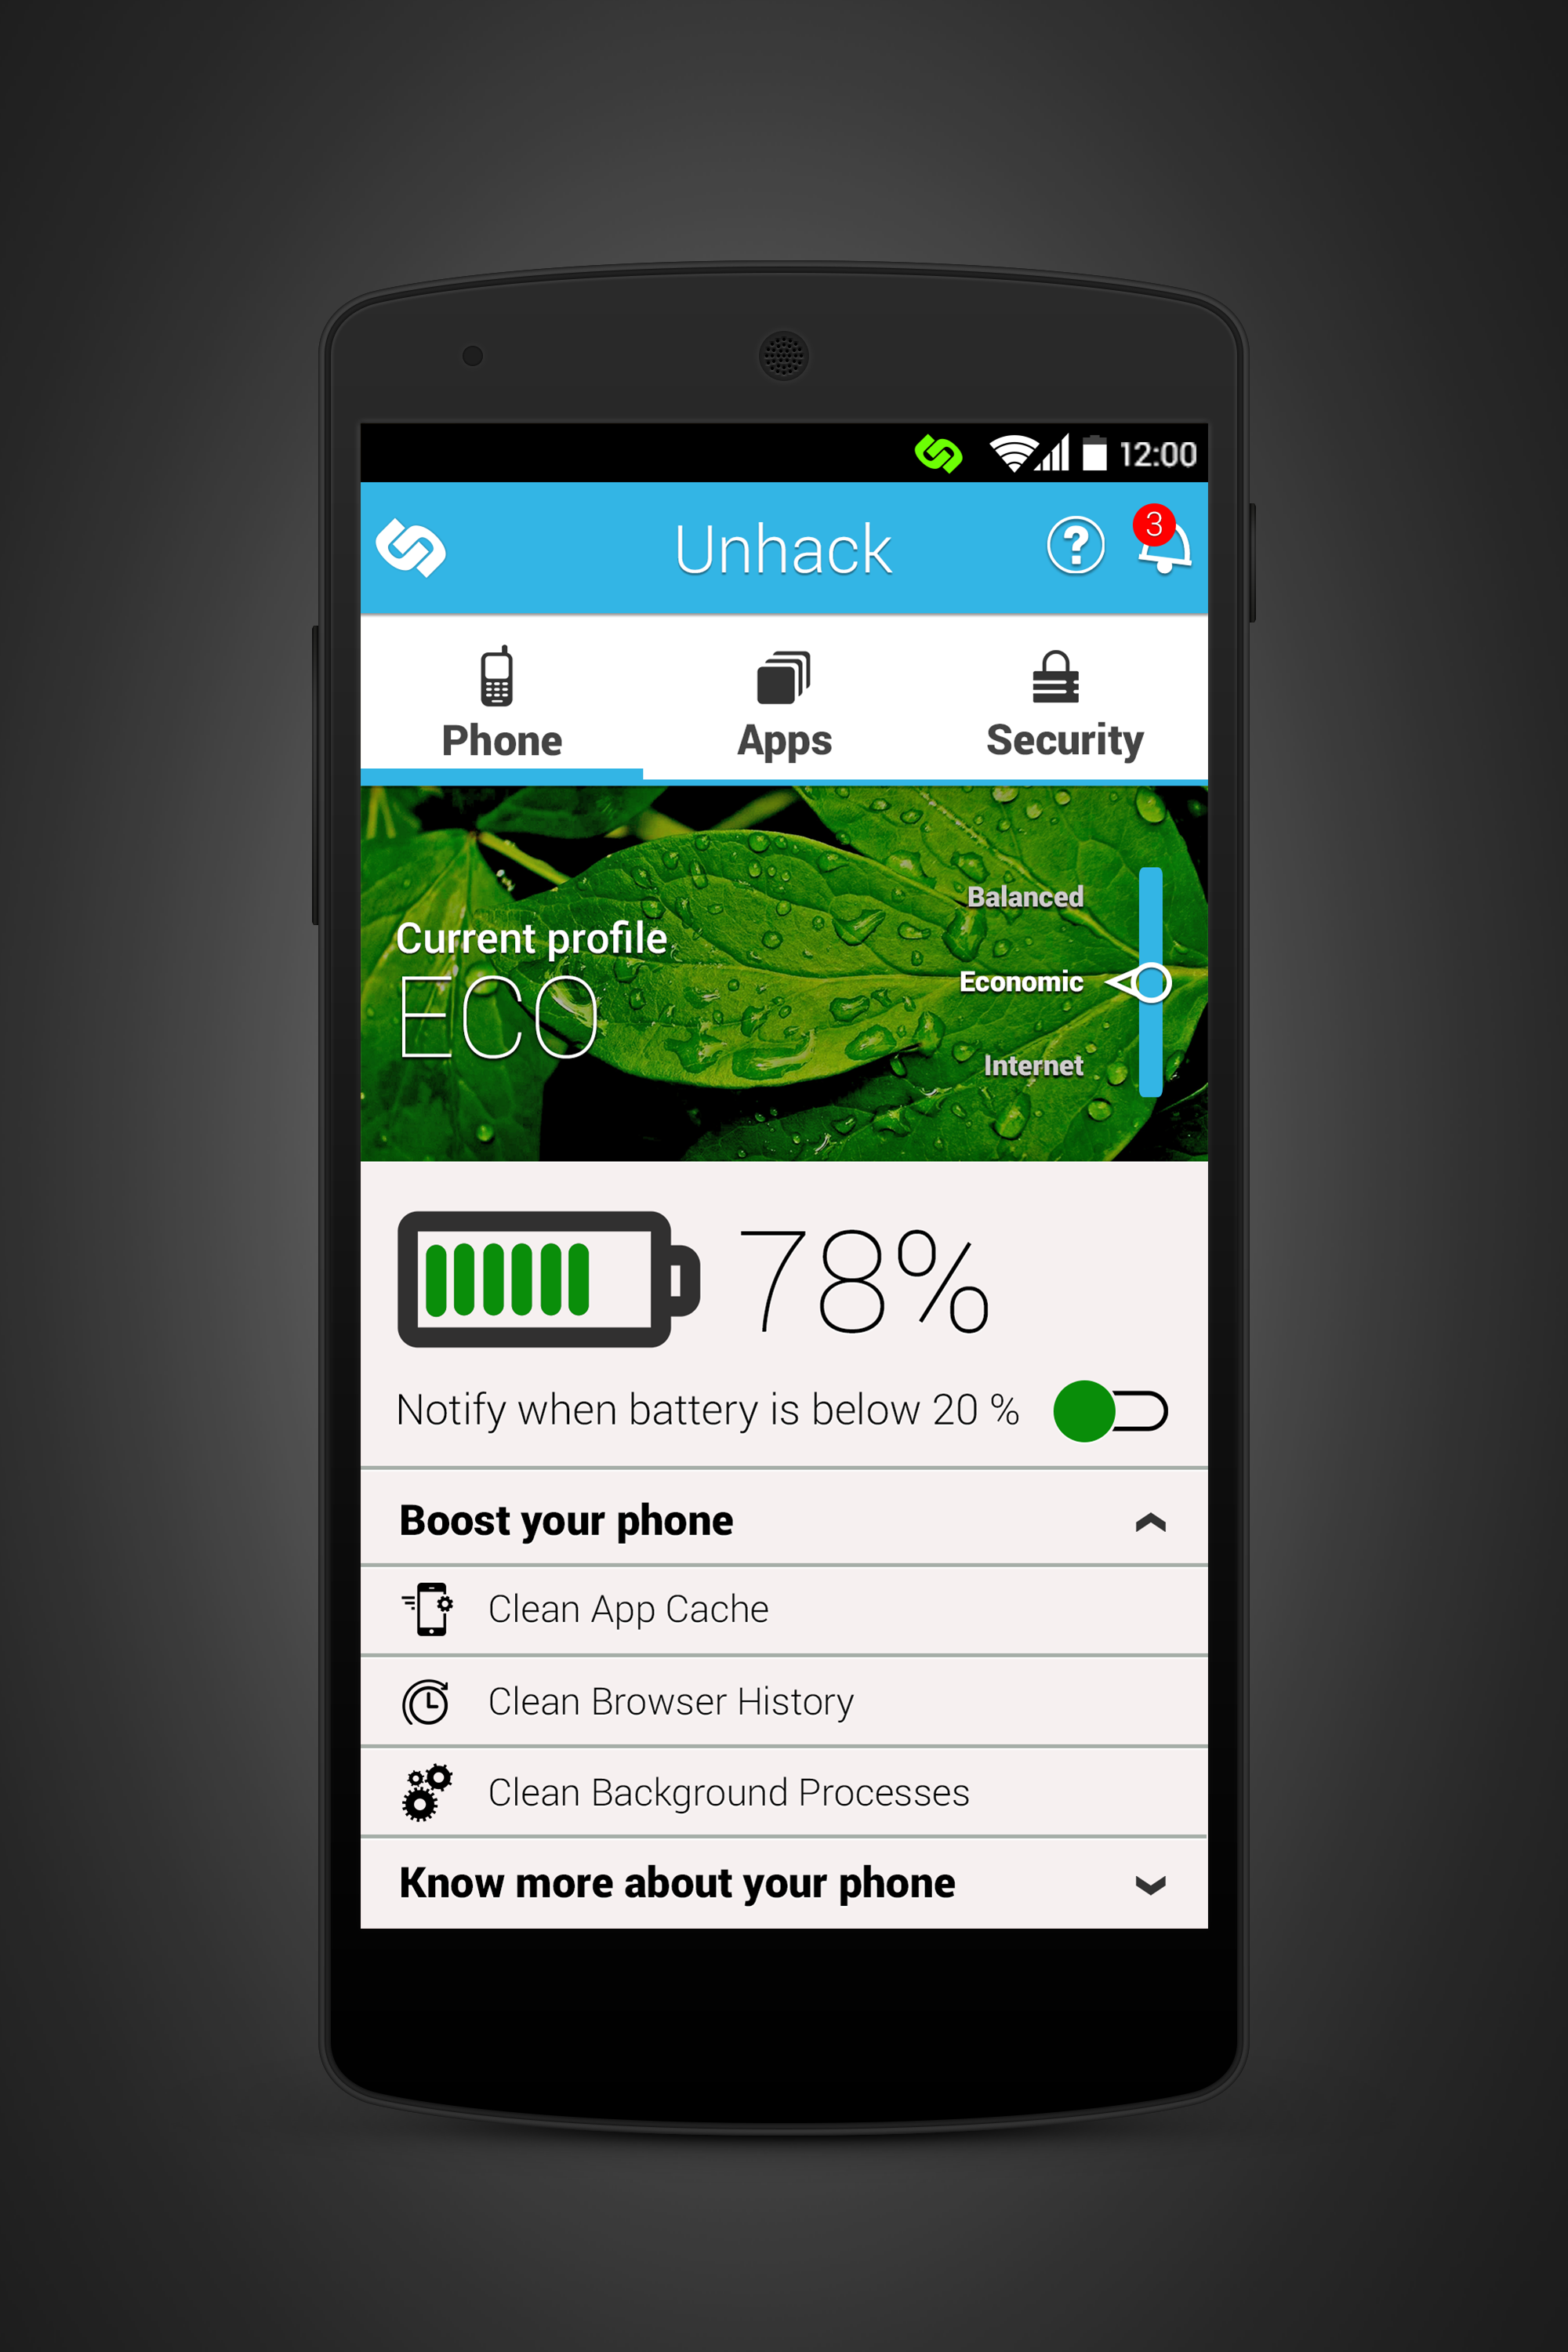 12:00
Unhack
3
Phone
Apps
Security
Current profile
ECO
Balanced
Economic
Internet
78%
Notify when battery is below 20 %
Boost your phone
Clean App Cache
Clean Browser History
Clean Background Processes
Know more about your phone